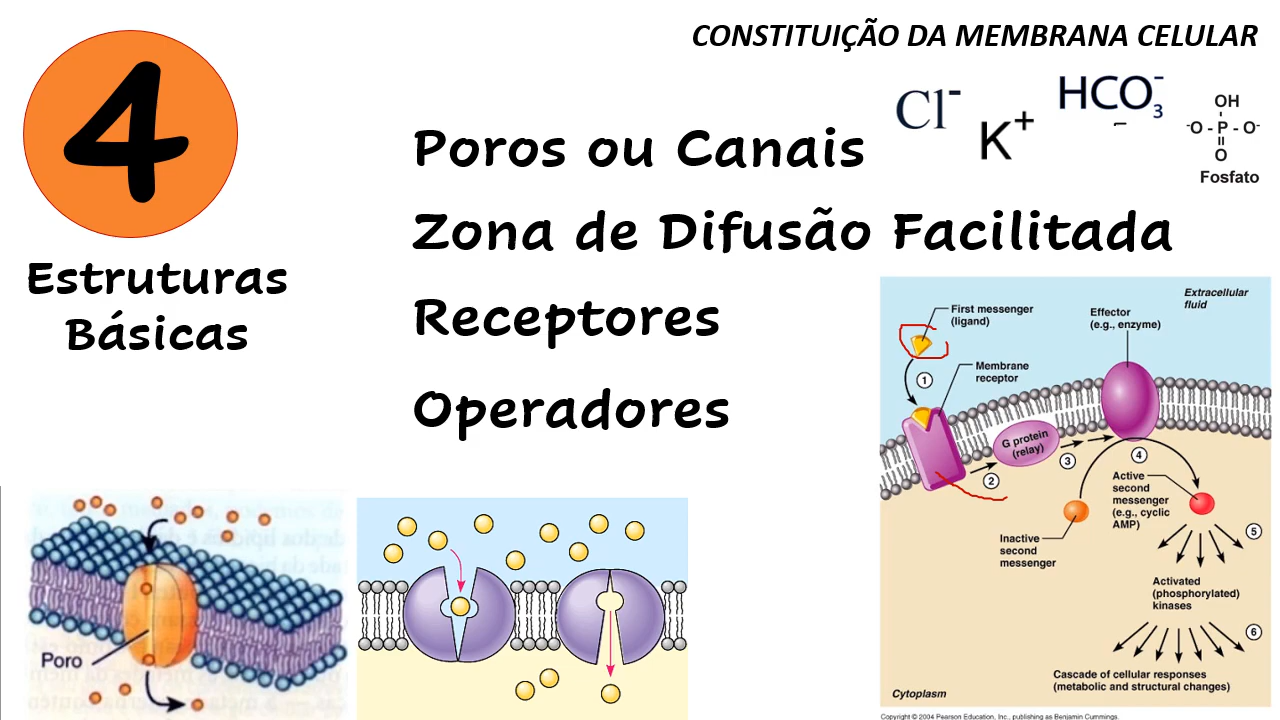 CONSTITUIÇÃO DA MEMBRANA CELULAR
4
Estruturas
Básicas
Poros ou Canais
Cl-
K+
HCO3-
OH
-O - P - O-
O
Fosfato
Zona de Difusão Facilitada
Receptores
Operadores
Poro
Extracellular
fluid
First messenger
(ligand)
Effector
(e.g., enzyme)
1
Membrane
receptor
G protein
(relay)
2
3
4
Active
second
messenger
(e.g., cyclic
AMP)
Inactive
second
messenger
5
Activated
(phosphorylated)
kinases
6
Cascade of cellular responses
(metabolic and structural changes)
Cytoplasm
Copyright © 2004 Pearson Education, Inc., publishing as Benjamin Cummings.